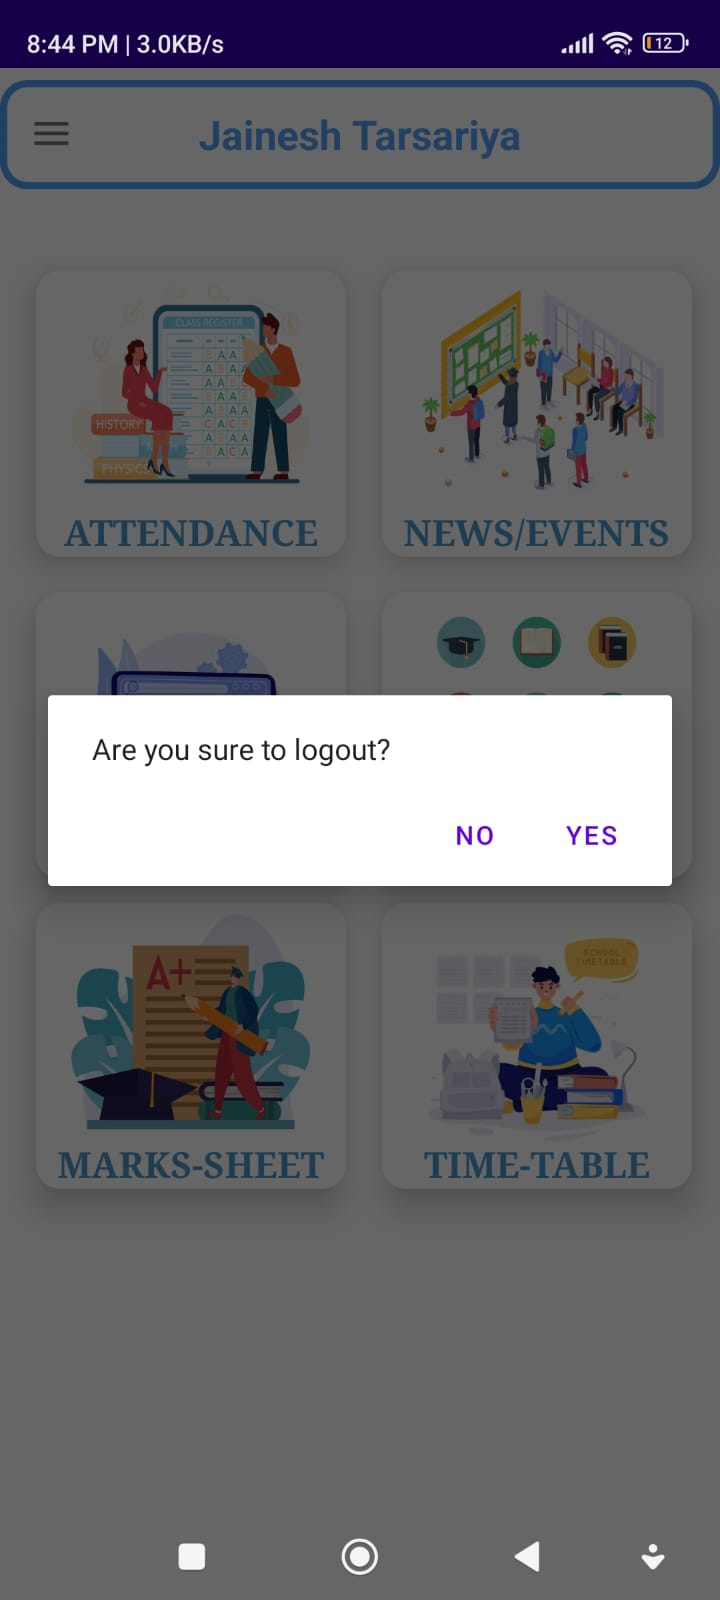 8:44 PM | 3.0KB/s
12
Jainesh Tarsariya
CLASS REGISTER
HISTORY
PHYSICS
ATTENDANCE
NEWS/EVENTS
Are you sure to logout?
NO YES
A+
SCHOOL
TIMETABLE
MARKS-SHEET
TIME-TABLE